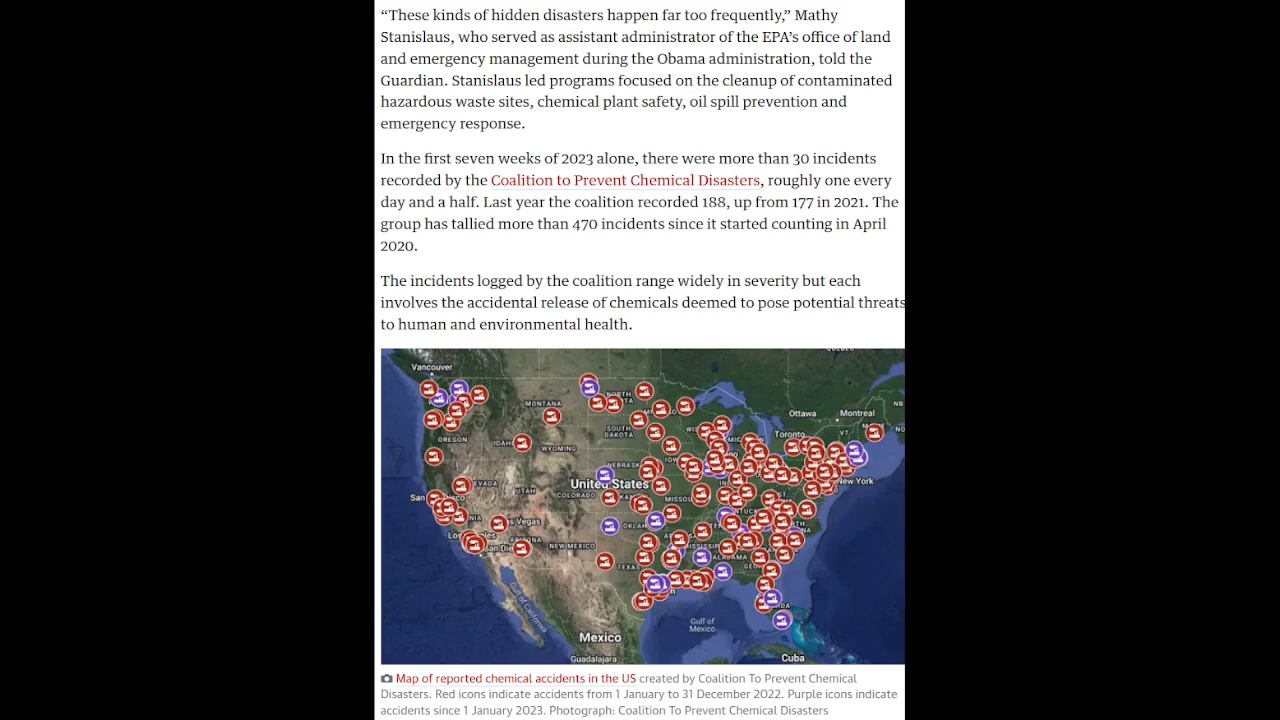 “These kinds of hidden disasters happen far too frequently,” Mathy
Stanislaus, who served as assistant administrator of the EPA’s office of land
and emergency management during the Obama administration, told the
Guardian. Stanislaus led programs focused on the cleanup of contaminated
hazardous waste sites, chemical plant safety, oil spill prevention and
emergency response.
In the first seven weeks of 2023 alone, there were more than 30 incidents
recorded by the Coalition to Prevent Chemical Disasters, roughly one every
day and a half. Last year the coalition recorded 188, up from 177 in 2021. The
group has tallied more than 470 incidents since it started counting in April
2020.
The incidents logged by the coalition range widely in severity but each
involves the accidental release of chemicals deemed to pose potential threats
to human and environmental health.
Vancouver
MONTANA
NORTH
Ottawa
Montreal
OREGON
WYOMING
SOUTH
DAKOTA
Toronto
VT
United States
New York
San
UTAH
COLORADO
Vegas
NEW MEXICO
TEXAS
Gulf of
California
Gulf of
Mexico
Mexico
Guadalajara
Cuba
Map of reported chemical accidents in the US created by Coalition To Prevent Chemical
Disasters. Red icons indicate accidents from 1 January to 31 December 2022. Purple icons indicate
accidents since 1 January 2023. Photograph: Coalition To Prevent Chemical Disasters